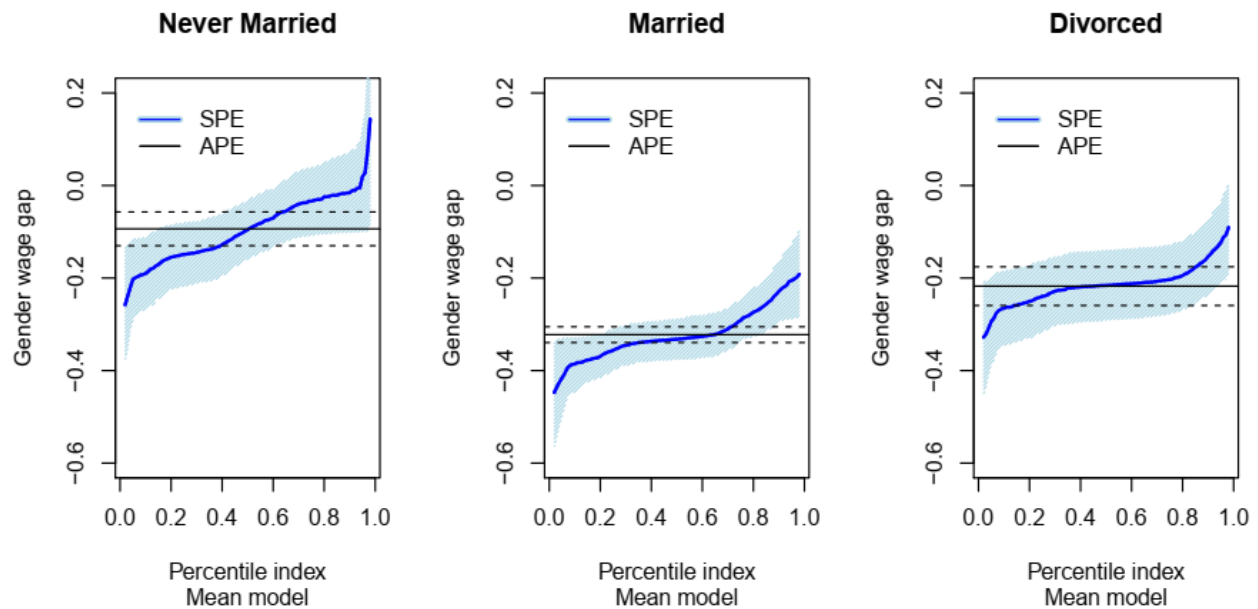 Never Married
Gender wage gap
0.2
0.0
−0.2
−0.4
−0.6
SPE
APE
0.0 0.2 0.4 0.6 0.8 1.0
Percentile index
Mean model
Married
Gender wage gap
0.2
0.0
−0.2
−0.4
−0.6
SPE
APE
0.0 0.2 0.4 0.6 0.8 1.0
Percentile index
Mean model
Divorced
Gender wage gap
0.2
0.0
−0.2
−0.4
−0.6
SPE
APE
0.0 0.2 0.4 0.6 0.8 1.0
Percentile index
Mean model